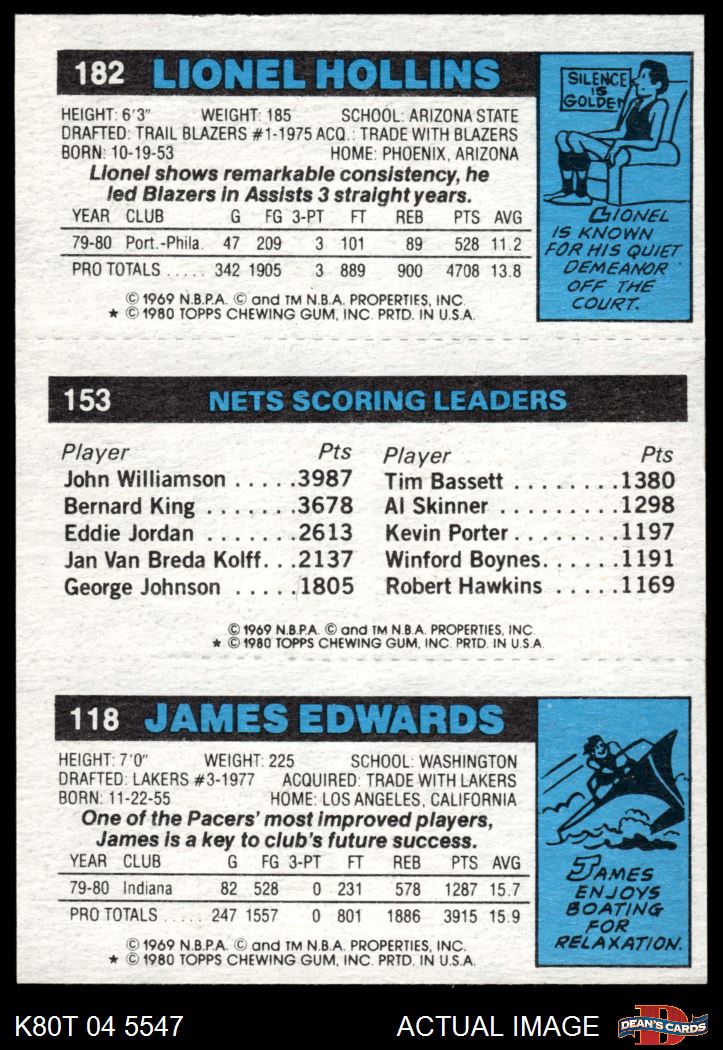 182 LIONEL HOLLINS
HEIGHT: 6'3" WEIGHT: 185 SCHOOL: ARIZONA STATE
DRAFTED: TRAIL BLAZERS #1-1975 ACQ.: TRADE WITH BLAZERS
BORN: 10-19-53 HOME: PHOENIX, ARIZONA
Lionel shows remarkable consistency, he
led Blazers in Assists 3 straight years.
YEAR CLUB G FG 3-PT FT REB PTS AVG
79-80 Port.-Phila. 47 209 3 101 89 528 11.2
PRO TOTALS ..... 342 1905 3 889 900 4708 13.8
© 1969 N.B.P.A. © and TM N.B.A. PROPERTIES, INC.
* © 1980 TOPPS CHEWING GUM, INC. PRTD. IN U.S.A.
SILENCE
IS
GOLDEN
LIONEL
IS KNOWN
FOR HIS QUIET
DEMEANOR
OFF THE
COURT.
153 NETS SCORING LEADERS
Player Pts
John Williamson .....3987
Bernard King .......3678
Eddie Jordan .......2613
Jan Van Breda Kolff...2137
George Johnson .....1805
Player Pts
Tim Bassett .........1380
Al Skinner ..........1298
Kevin Porter.........1197
Winford Boynes......1191
Robert Hawkins .....1169
© 1969 N.B.P.A. © and TM N.B.A. PROPERTIES, INC.
* © 1980 TOPPS CHEWING GUM, INC. PRTD. IN U.S.A.
118 JAMES EDWARDS
HEIGHT: 7'0" WEIGHT: 225 SCHOOL: WASHINGTON
DRAFTED: LAKERS #3-1977 ACQUIRED: TRADE WITH LAKERS
BORN: 11-22-55 HOME: LOS ANGELES, CALIFORNIA
One of the Pacers' most improved players,
James is a key to club's future success.
YEAR CLUB G FG 3-PT FT REB PTS AVG
79-80 Indiana 82 528 0 231 578 1287 15.7
PRO TOTALS ..... 247 1557 0 801 1886 3915 15.9
© 1969 N.B.P.A. © and TM N.B.A. PROPERTIES, INC.
* © 1980 TOPPS CHEWING GUM, INC. PRTD. IN U.S.A.
JAMES
ENJOYS
BOATING
FOR
RELAXATION.
K80T 04 5547 ACTUAL IMAGE
D
DEAN'S CARDS